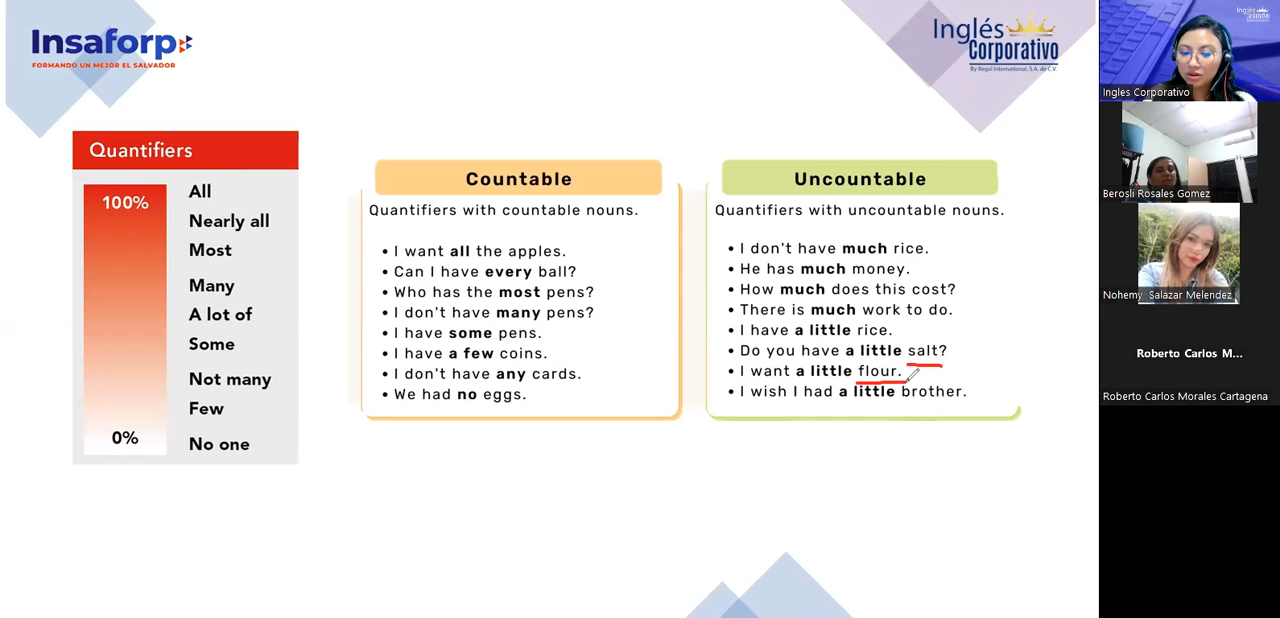 Insaforp
FORMANDO UN MEJOR EL SALVADOR
Inglés
Corporativo
By Regal International, S.A. de C.V.
Quantifiers
100%
All
Nearly all
Most
Many
A lot of
Some
Not many
Few
0%
No one
Countable
Quantifiers with countable nouns.
• I want all the apples.
• Can I have every ball?
• Who has the most pens?
• I don't have many pens?
• I have some pens.
• I have a few coins.
• I don't have any cards.
• We had no eggs.
Uncountable
Quantifiers with uncountable nouns.
• I don't have much rice.
• He has much money.
• How much does this cost?
• There is much work to do.
• I have a little rice.
• Do you have a little salt?
• I want a little flour.
• I wish I had a little brother.
Inglés
Ingles Corporativo
Berosli Rosales Gomez
Nohemy Salazar Melendez
Roberto Carlos M...
Roberto Carlos Morales Cartagena